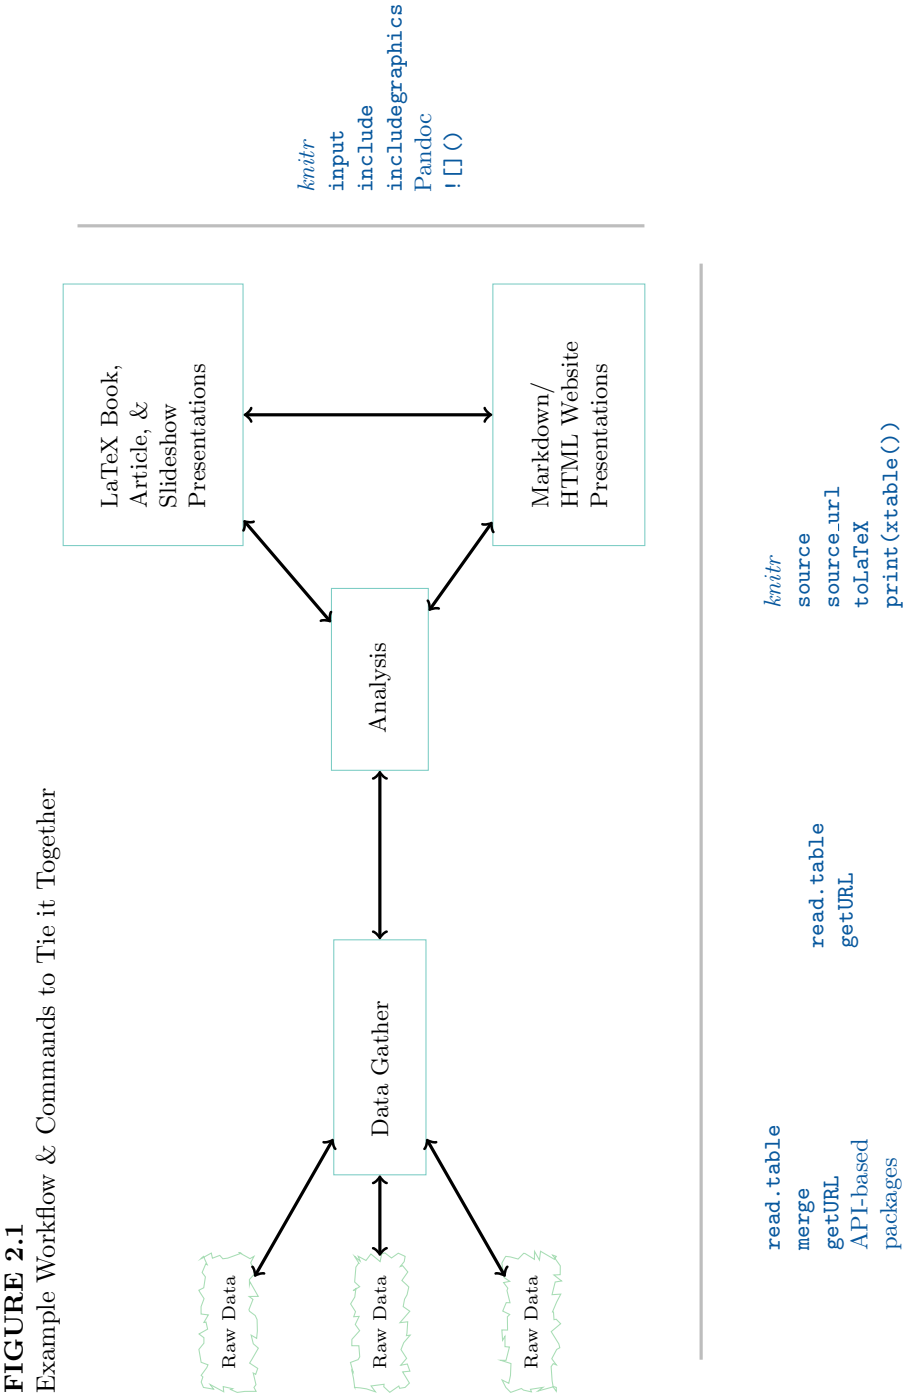 FIGURE 2.1
Example Workflow & Commands to Tie it Together
Raw Data
Raw Data
Raw Data
Data Gather
Analysis
LaTeX Book,
Article, &
Slideshow
Presentations
Markdown/
HTML Website
Presentations
knitr
input
include
includegraphics
Pandoc
![]()
read.table
merge
getURL
API-based
packages
read.table
getURL
knitr
source
source_url
toLaTeX
print(xtable())